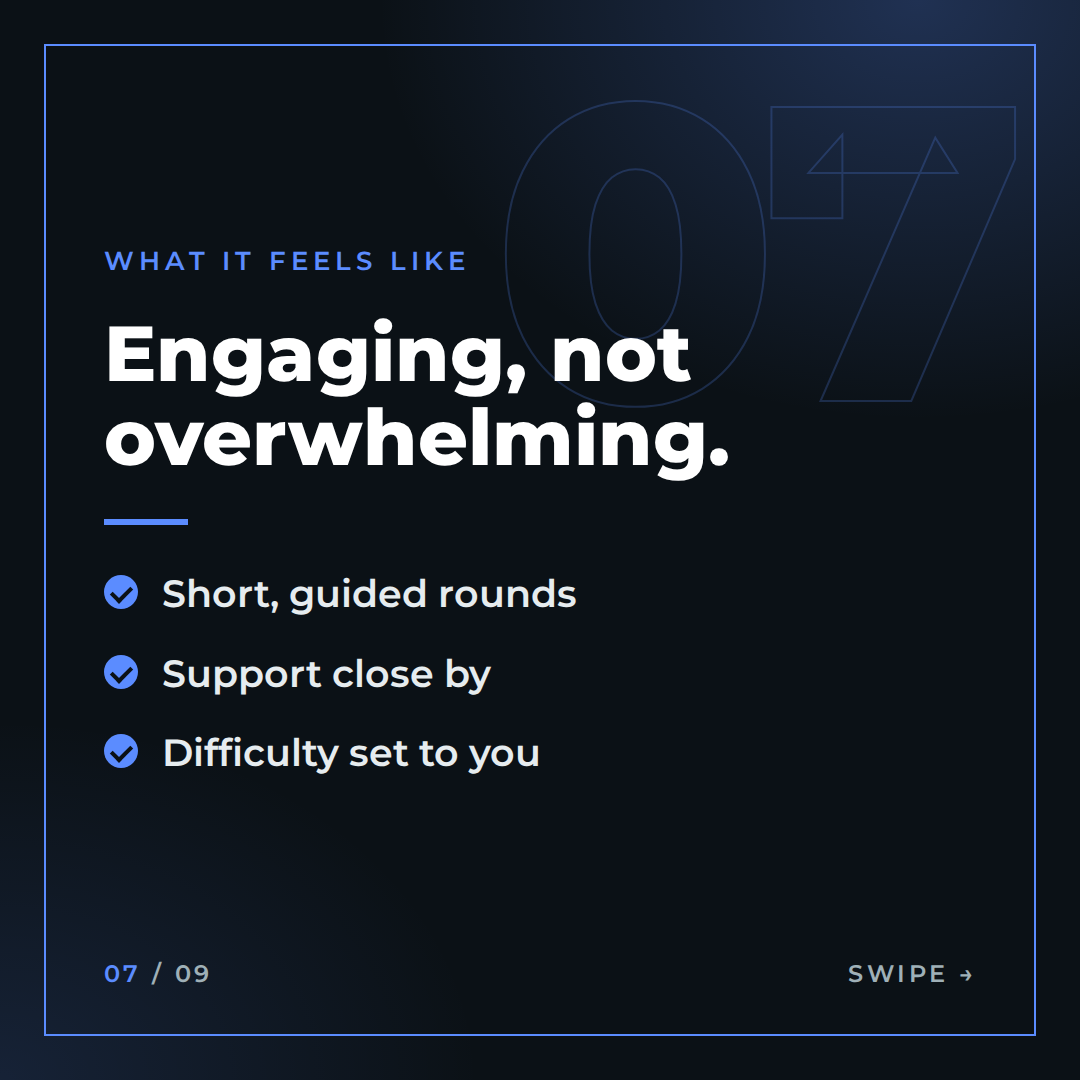 07
WHAT IT FEELS LIKE
Engaging, not
overwhelming.
Short, guided rounds
Support close by
Difficulty set to you
07 / 09
SWIPE →